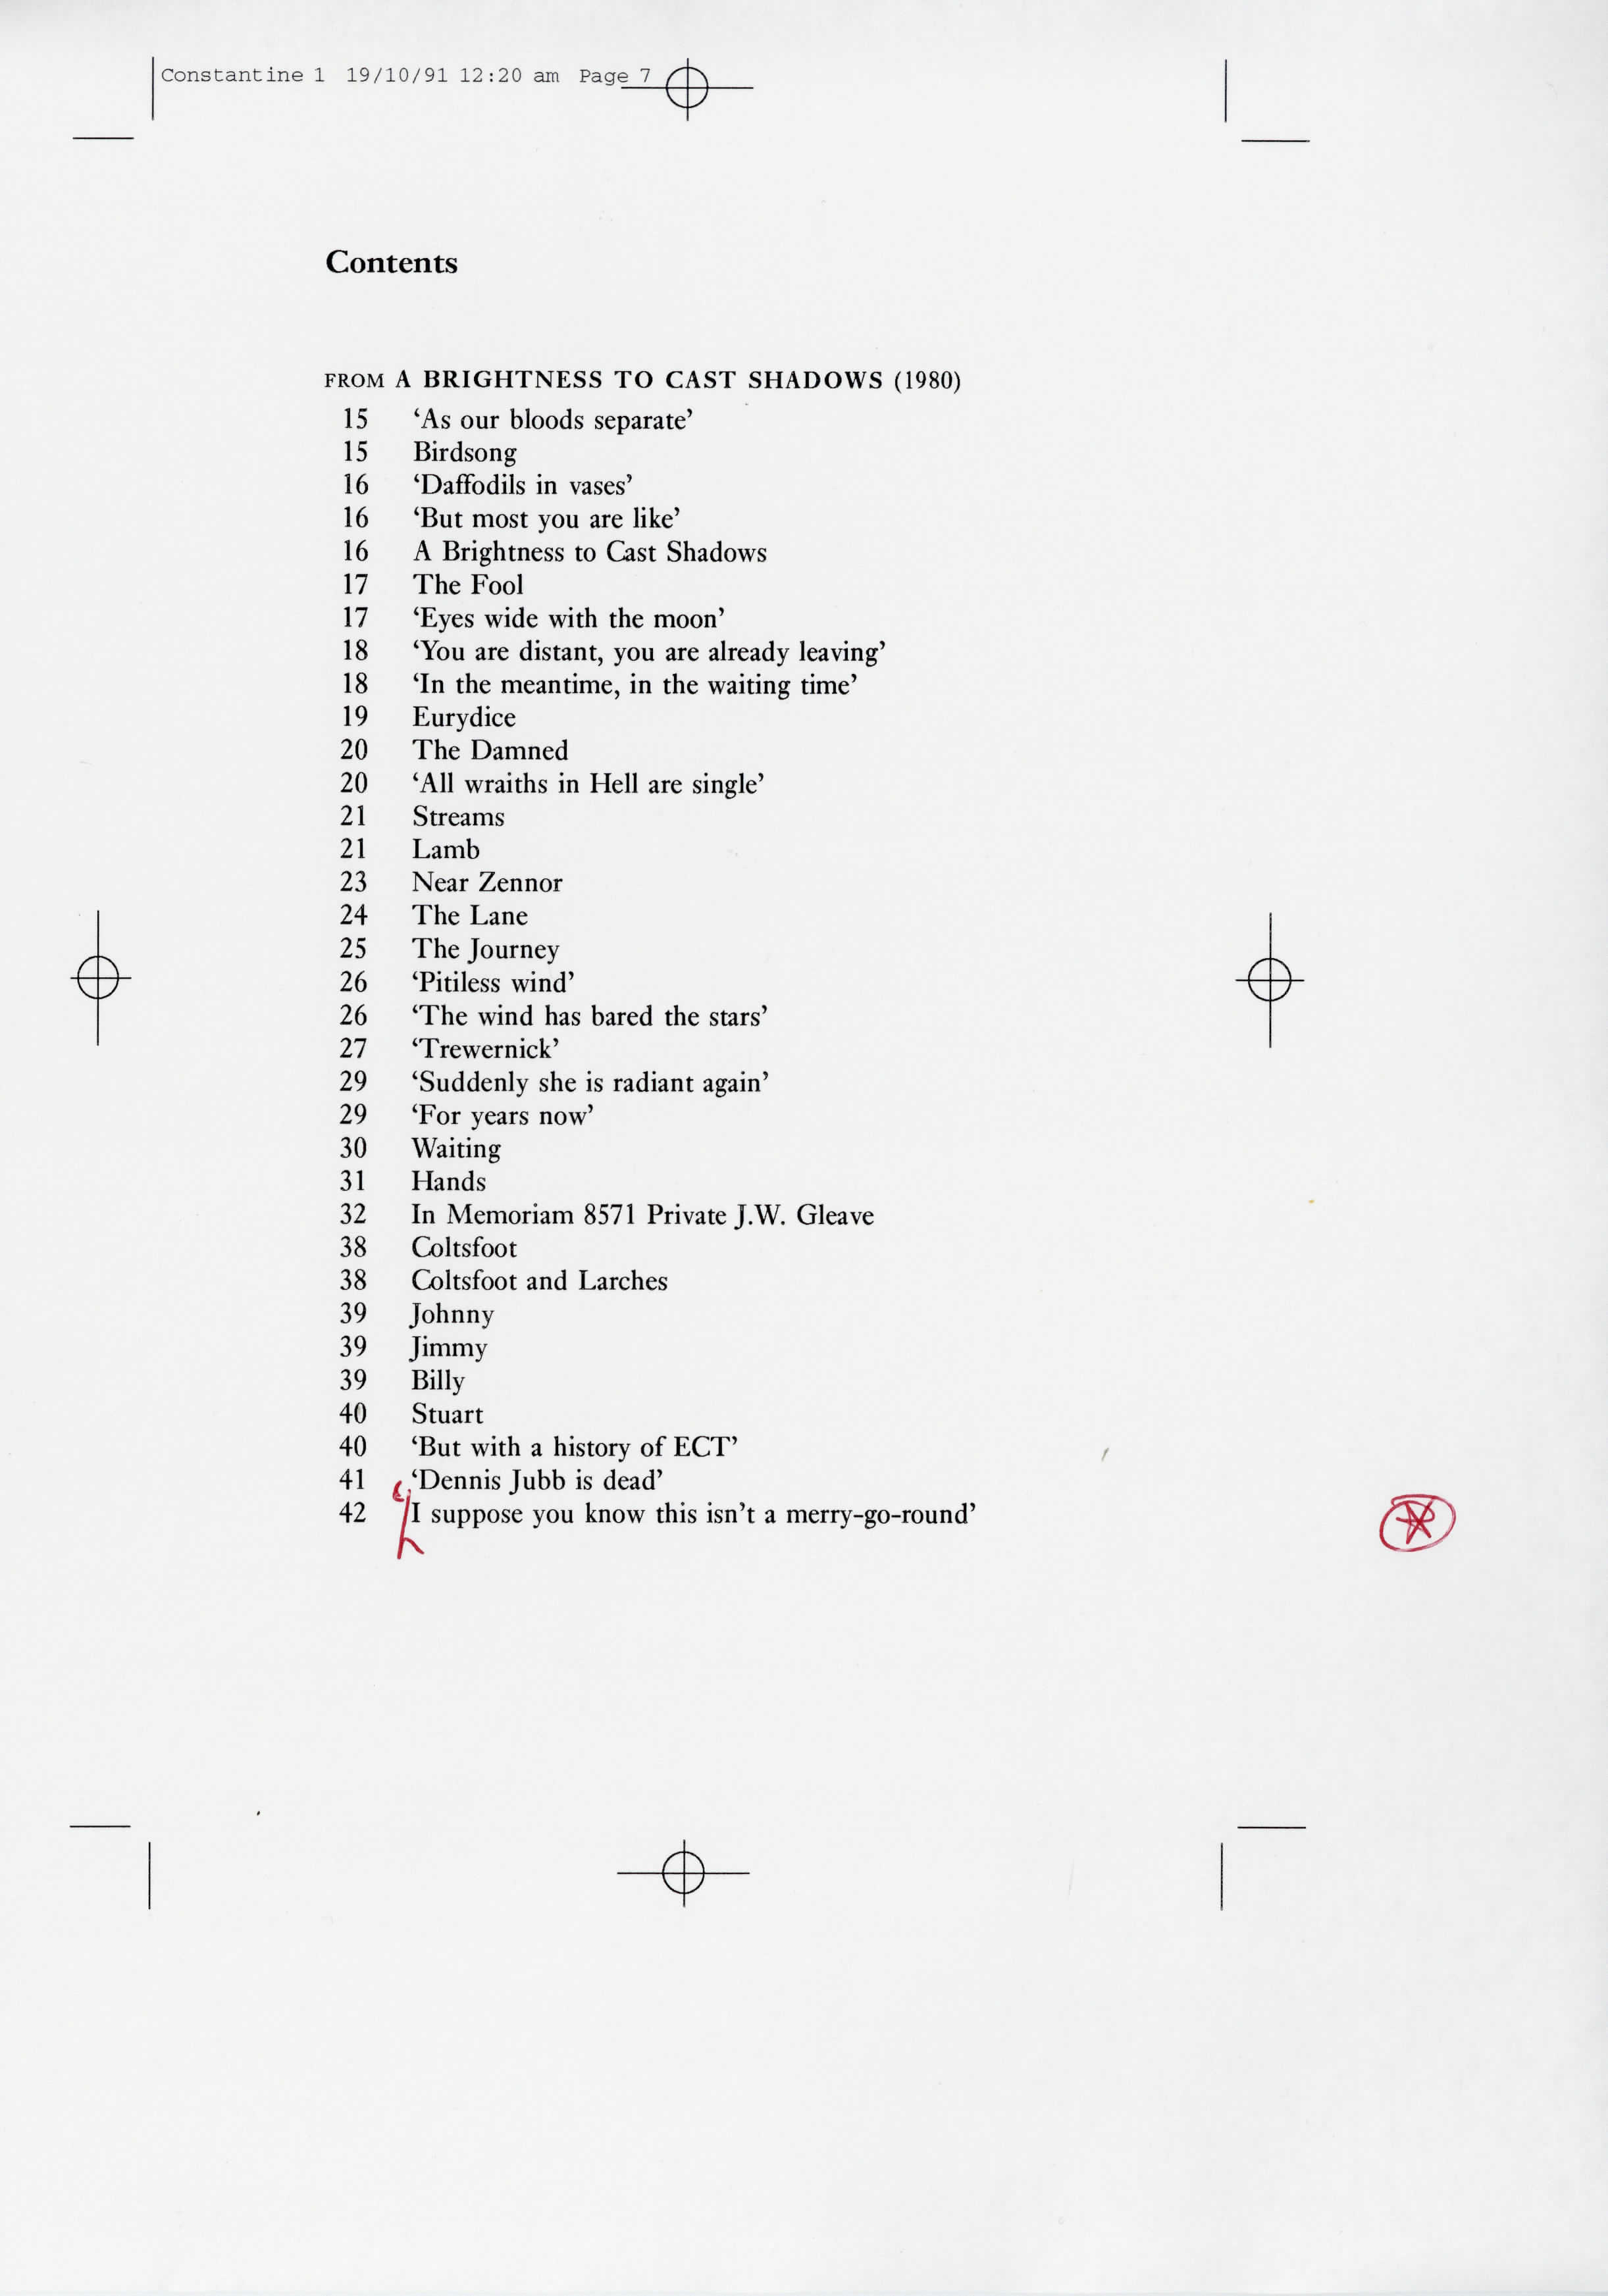 Constantine 1 19/10/91 12:20 am Page 7
Contents
FROM A BRIGHTNESS TO CAST SHADOWS (1980)
15 ‘As our bloods separate’
15 Birdsong
16 ‘Daffodils in vases’
16 ‘But most you are like’
16 A Brightness to Cast Shadows
17 The Fool
17 ‘Eyes wide with the moon’
18 ‘You are distant, you are already leaving’
18 ‘In the meantime, in the waiting time’
19 Eurydice
20 The Damned
20 ‘All wraiths in Hell are single’
21 Streams
21 Lamb
23 Near Zennor
24 The Lane
25 The Journey
26 ‘Pitiless wind’
26 ‘The wind has bared the stars’
27 ‘Trewernick’
29 ‘Suddenly she is radiant again’
29 ‘For years now’
30 Waiting
31 Hands
32 In Memoriam 8571 Private J.W. Gleave
38 Coltsfoot
38 Coltsfoot and Larches
39 Johnny
39 Jimmy
39 Billy
40 Stuart
40 ‘But with a history of ECT’
41 ‘Dennis Jubb is dead’
42 ‘I suppose you know this isn’t a merry-go-round’